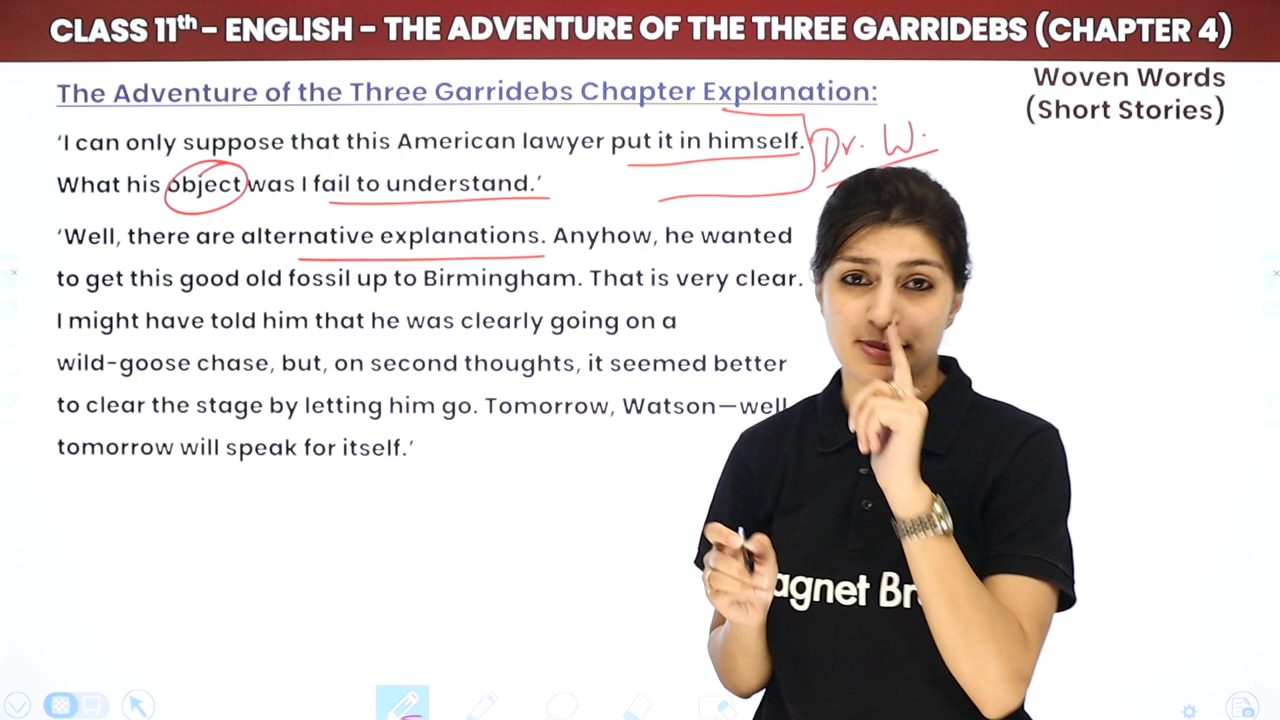 CLASS 11th - ENGLISH - THE ADVENTURE OF THE THREE GARRIDEBS (CHAPTER 4)
Woven Words
(Short Stories)
The Adventure of the Three Garridebs Chapter Explanation:
'I can only suppose that this American lawyer put it in himself.
What his object was I fail to understand.'
Dr. W.
'Well, there are alternative explanations. Anyhow, he wanted
to get this good old fossil up to Birmingham. That is very clear.
I might have told him that he was clearly going on a
wild-goose chase, but, on second thoughts, it seemed better
to clear the stage by letting him go. Tomorrow, Watson—well,
tomorrow will speak for itself.'
agnet Br